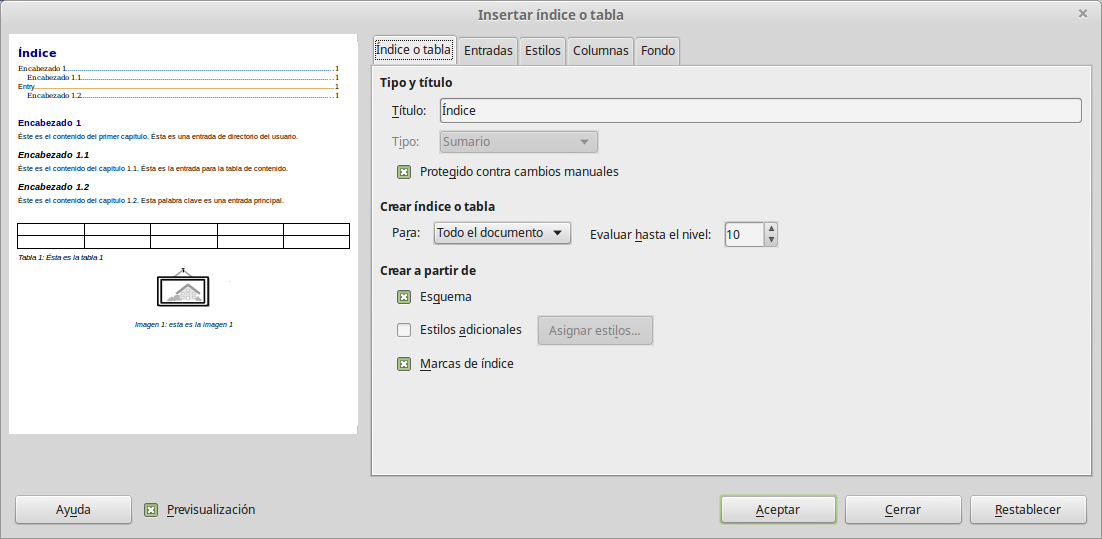 Insertar índice o tabla
Índice
Encabezado 1 1
Encabezado 1.1 1
Entry 1
Encabezado 1.2 1
Encabezado 1
Éste es el contenido del primer capítulo. Ésta es una entrada de directorio del usuario.
Encabezado 1.1
Éste es el contenido del capítulo 1.1. Ésta es la entrada para la tabla de contenido.
Encabezado 1.2
Éste es el contenido del capítulo 1.2. Esta palabra clave es una entrada principal.
Tabla 1: Ésta es la tabla 1
Imagen 1: esta es la imagen 1
Índice o tabla Entradas Estilos Columnas Fondo
Tipo y título
Título: Índice
Tipo: Sumario
Protegido contra cambios manuales
Crear índice o tabla
Para: Todo el documento Evaluar hasta el nivel: 10
Crear a partir de
Esquema
Estilos adicionales Asignar estilos...
Marcas de índice
Ayuda Previsualización Aceptar Cerrar Restablecer